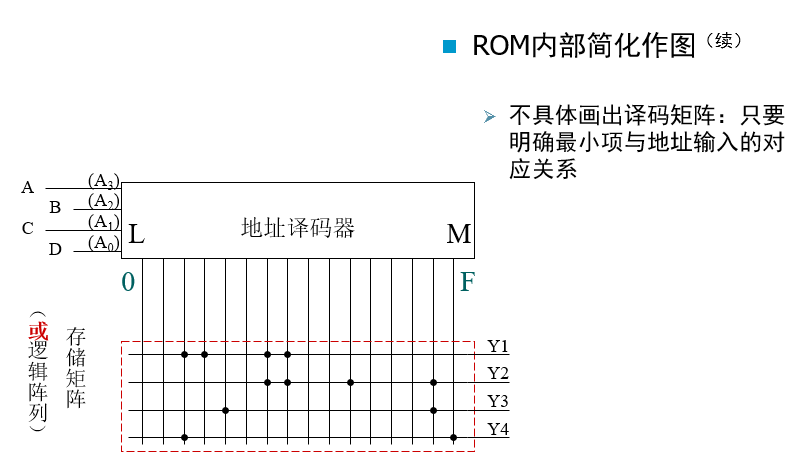 ROM内部简化作图（续）
不具体画出译码矩阵：只要
明确最小项与地址输入的对
应关系
A (A3)
B (A2)
C (A1)
D (A0)
L 地址译码器 M
0 F
存储矩阵
（或逻辑阵列）
Y1
Y2
Y3
Y4